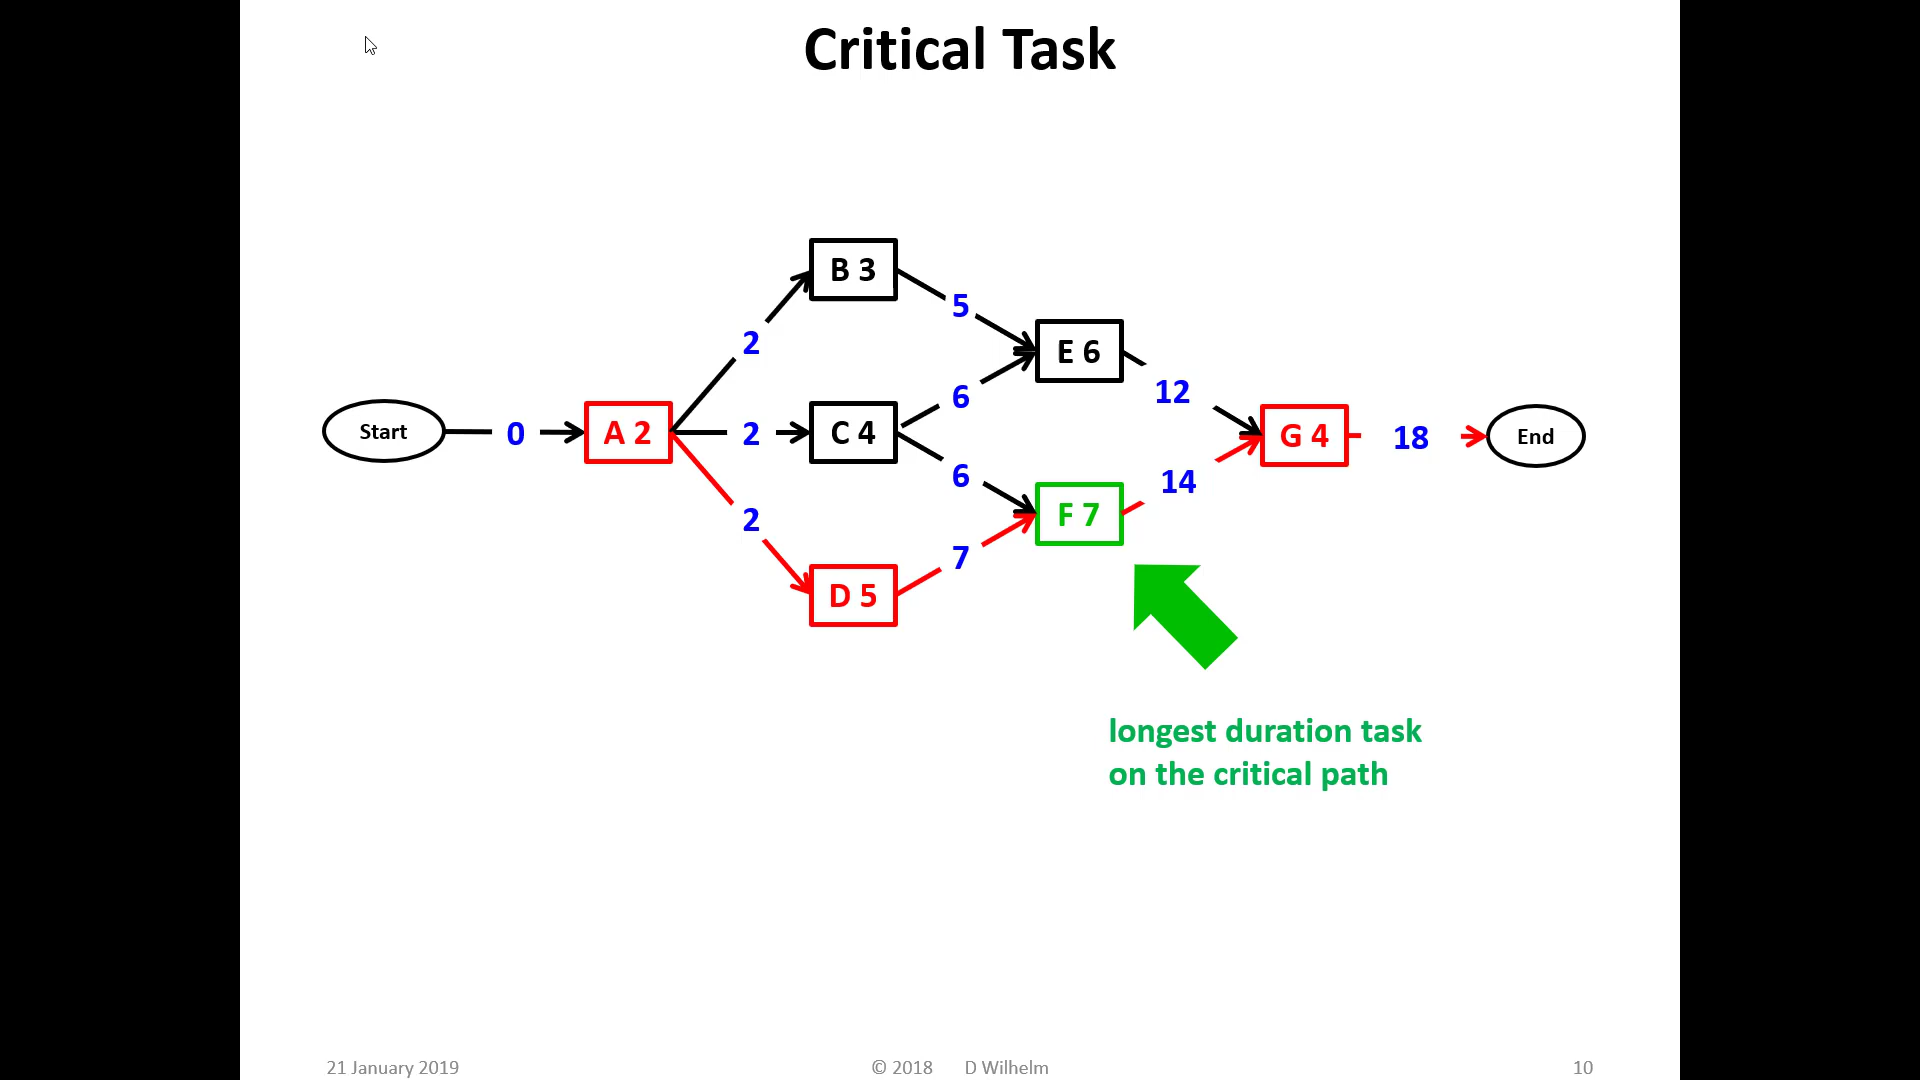 Critical Task
B 3
5
E 6
2
12
6
Start
0
A 2
2
C 4
G 4
18
End
6
14
2
F 7
7
D 5
longest duration task
on the critical path
21 January 2019
© 2018 D Wilhelm
10